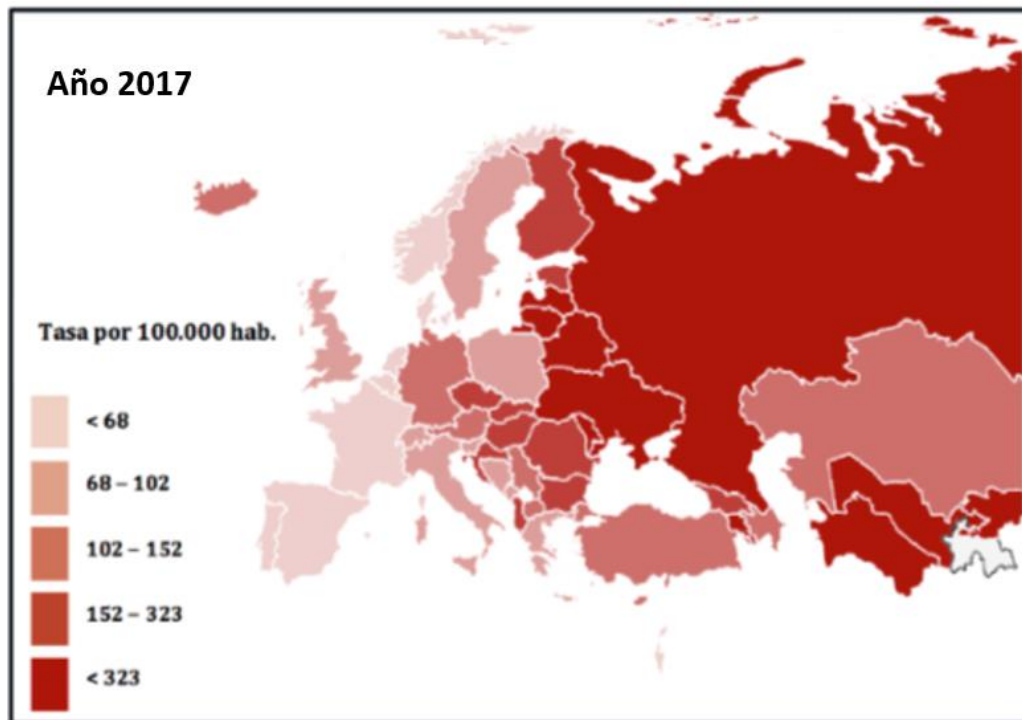 Año 2017
Tasa por 100.000 hab.
< 68
68 – 102
102 – 152
152 – 323
< 323